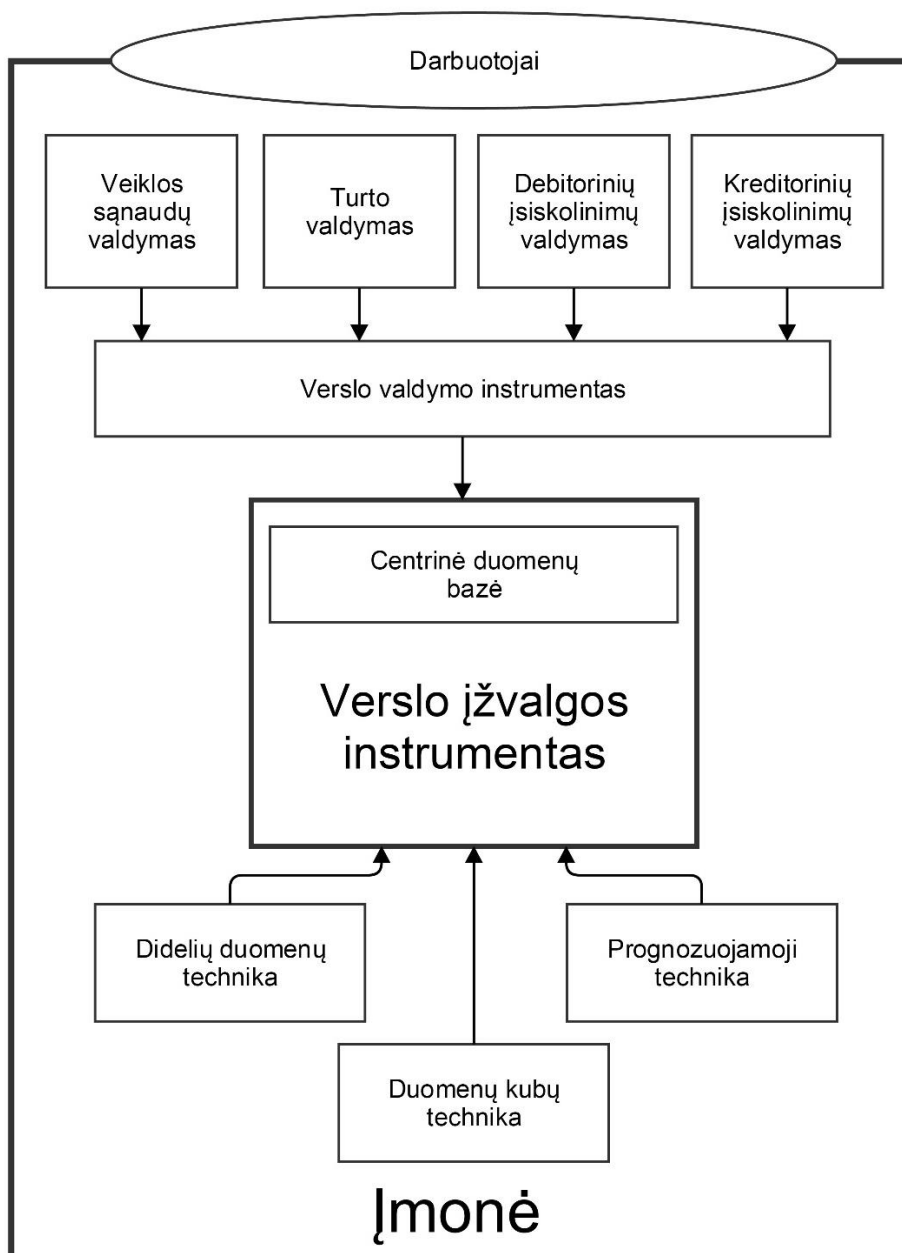 Darbuotojai
Veiklos
sąnaudų
valdymas
Turto
valdymas
Debitorinių
įsiskolinimų
valdymas
Kreditorinių
įsiskolinimų
valdymas
Verslo valdymo instrumentas
Centrinė duomenų
bazė
Verslo įžvalgos
instrumentas
Didelių duomenų
technika
Prognozuojamoji
technika
Duomenų kubų
technika
Įmonė